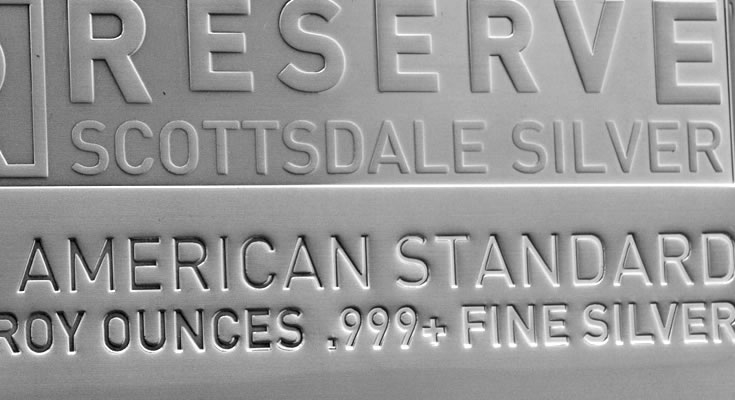 RESERVE
SCOTTSDALE SILVER
AMERICAN STANDARD
ROY OUNCES .999+ FINE SILVER